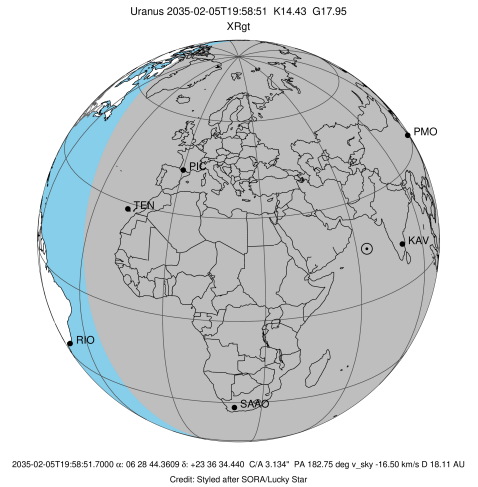 Uranus 2035-02-05T19:58:51  K14.43  G17.95
XRgt
PMO
PIC
TEN
KAV
RIO
SAAO
2035-02-05T19:58:51.7000 α: 06 28 44.3609 δ: +23 36 34.440  C/A 3.134"  PA 182.75 deg v_sky -16.50 km/s D 18.11 AU
Credit: Styled after SORA/Lucky Star